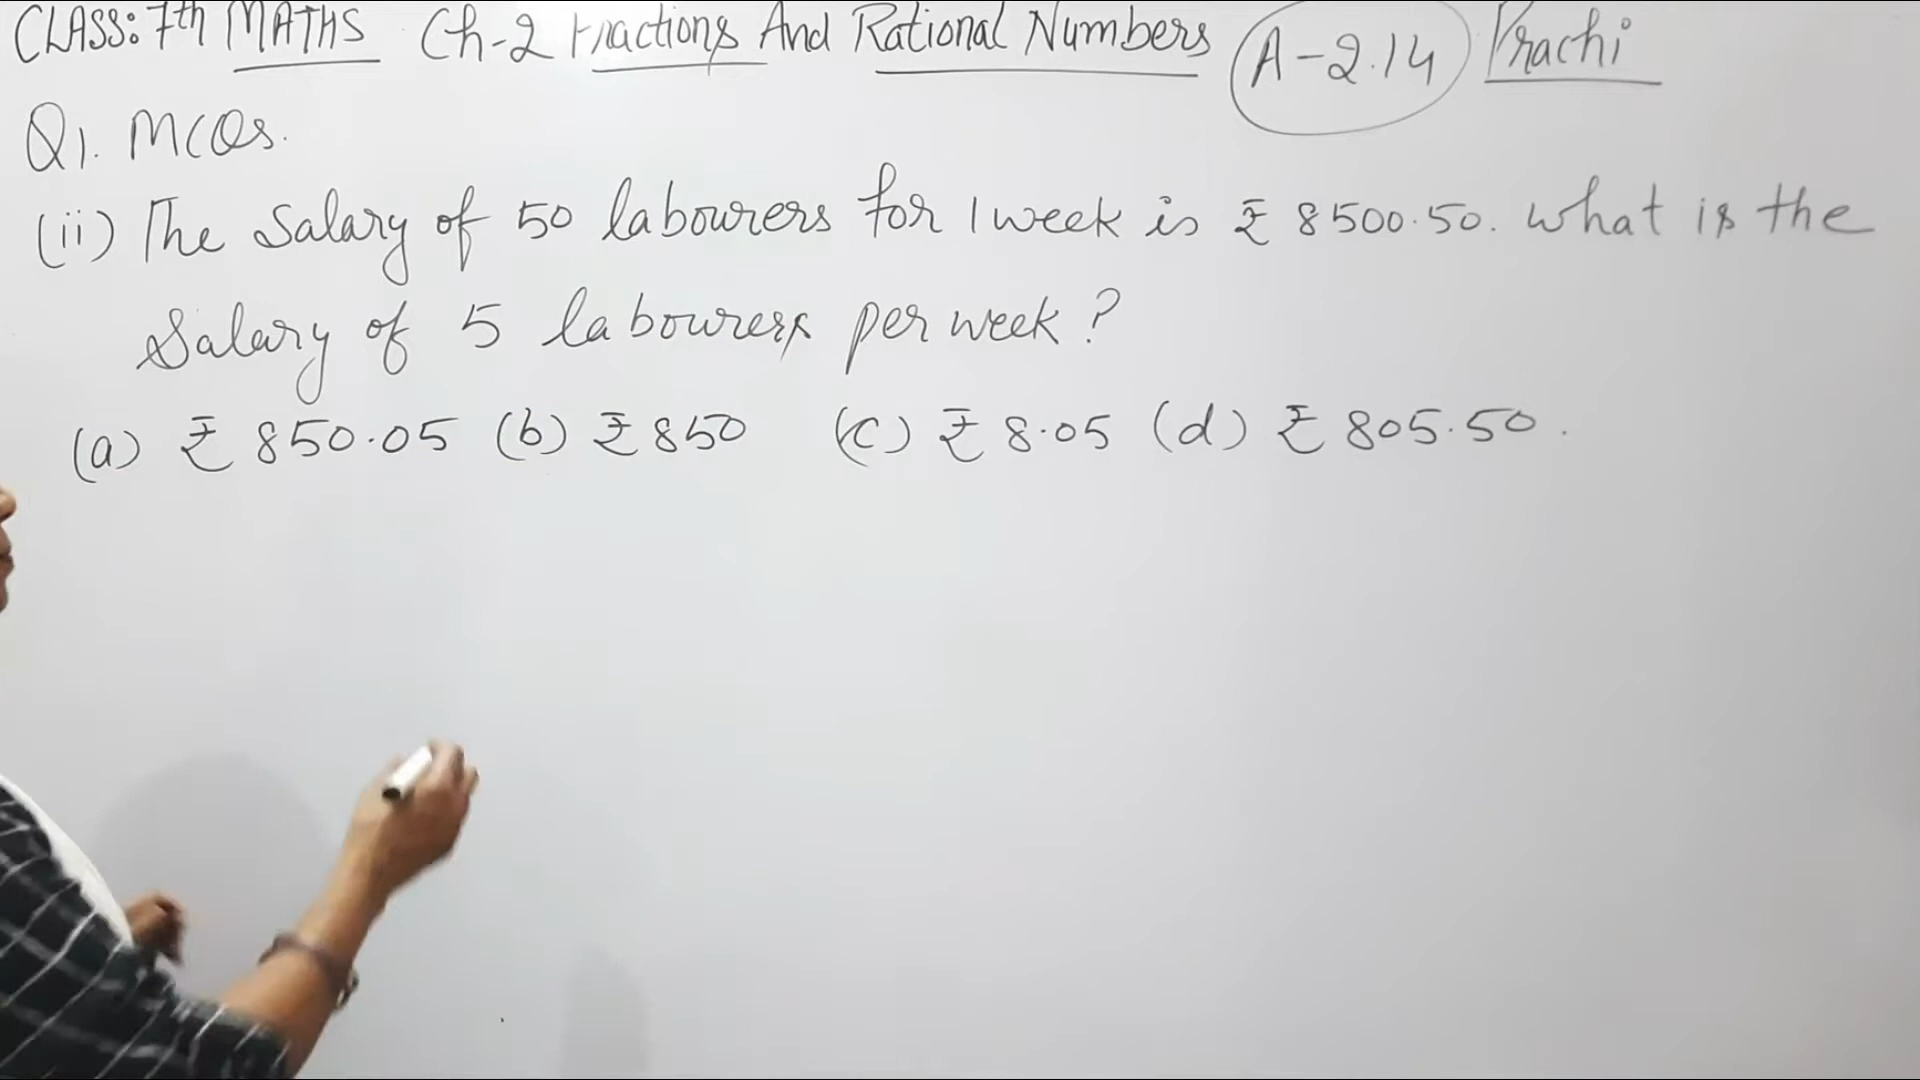 CLASS: 7th MATHS Ch-2 Fractions And Rational Numbers A-2.14 Prachi
Q1. MCQs.
(ii) The Salary of 50 labourers for 1 week is ₹ 8500.50. what is the
Salary of 5 labourers per week?
(a) ₹ 850.05 (b) ₹ 850 (c) ₹ 8.05 (d) ₹ 805.50.